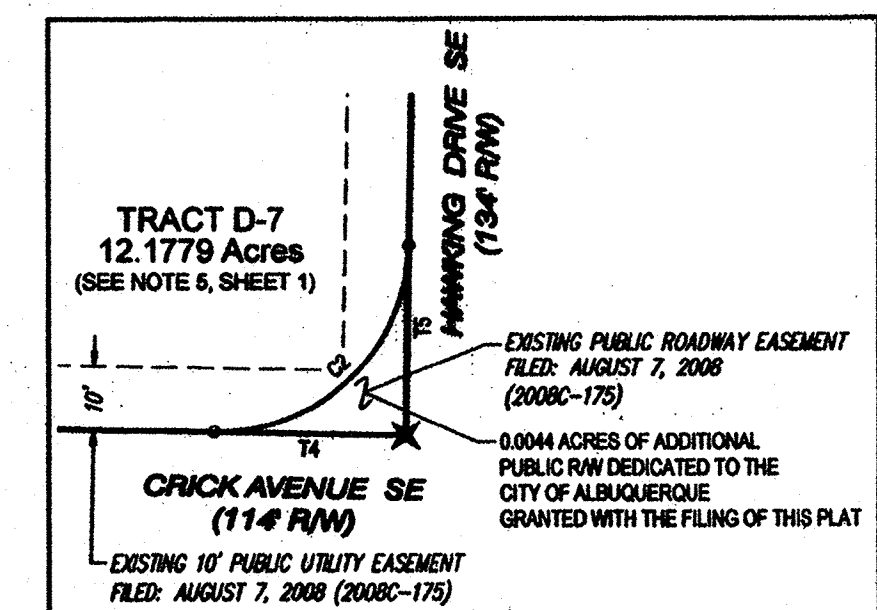 HAWKING DRIVE SE
(134' R/W)
TRACT D-7
12.1779 Acres
(SEE NOTE 5, SHEET 1)
T5
C2
EXISTING PUBLIC ROADWAY EASEMENT
FILED: AUGUST 7, 2008
(2008C-175)
10'
T4
0.0044 ACRES OF ADDITIONAL
PUBLIC R/W DEDICATED TO THE
CITY OF ALBUQUERQUE
GRANTED WITH THE FILING OF THIS PLAT
CRICK AVENUE SE
(114' R/W)
EXISTING 10' PUBLIC UTILITY EASEMENT
FILED: AUGUST 7, 2008 (2008C-175)